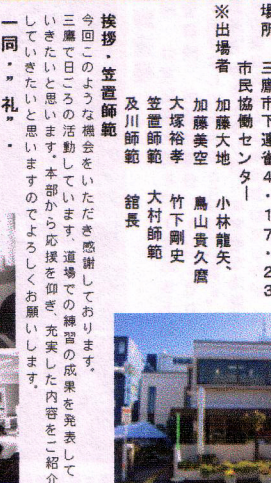 場所　三鷹市下連雀４・１７・２３
市民協働センター
※出場者　加藤大地　小林龍矢、
加藤美空　鳥山貴久麿
大塚裕孝　竹下剛史
笠置師範　大村師範
及川師範　舘長
挨拶・笠置師範
今回このような機会をいただき感謝しております。
三鷹で日ごろの活動しています、道場での練習の成果を発表して
いきたいと思います。本部から応援を仰ぎ、充実した内容をご紹介
していきたいと思いますのでよろしくお願いします。
一同・”礼”・